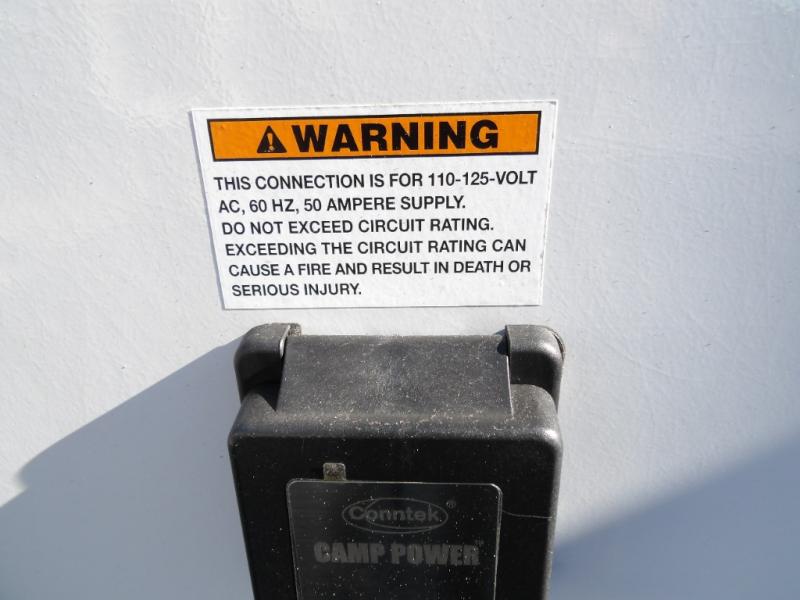 WARNING
THIS CONNECTION IS FOR 110-125-VOLT
AC, 60 HZ, 50 AMPERE SUPPLY.
DO NOT EXCEED CIRCUIT RATING.
EXCEEDING THE CIRCUIT RATING CAN
CAUSE A FIRE AND RESULT IN DEATH OR
SERIOUS INJURY.
Conntek®
CAMP POWER™